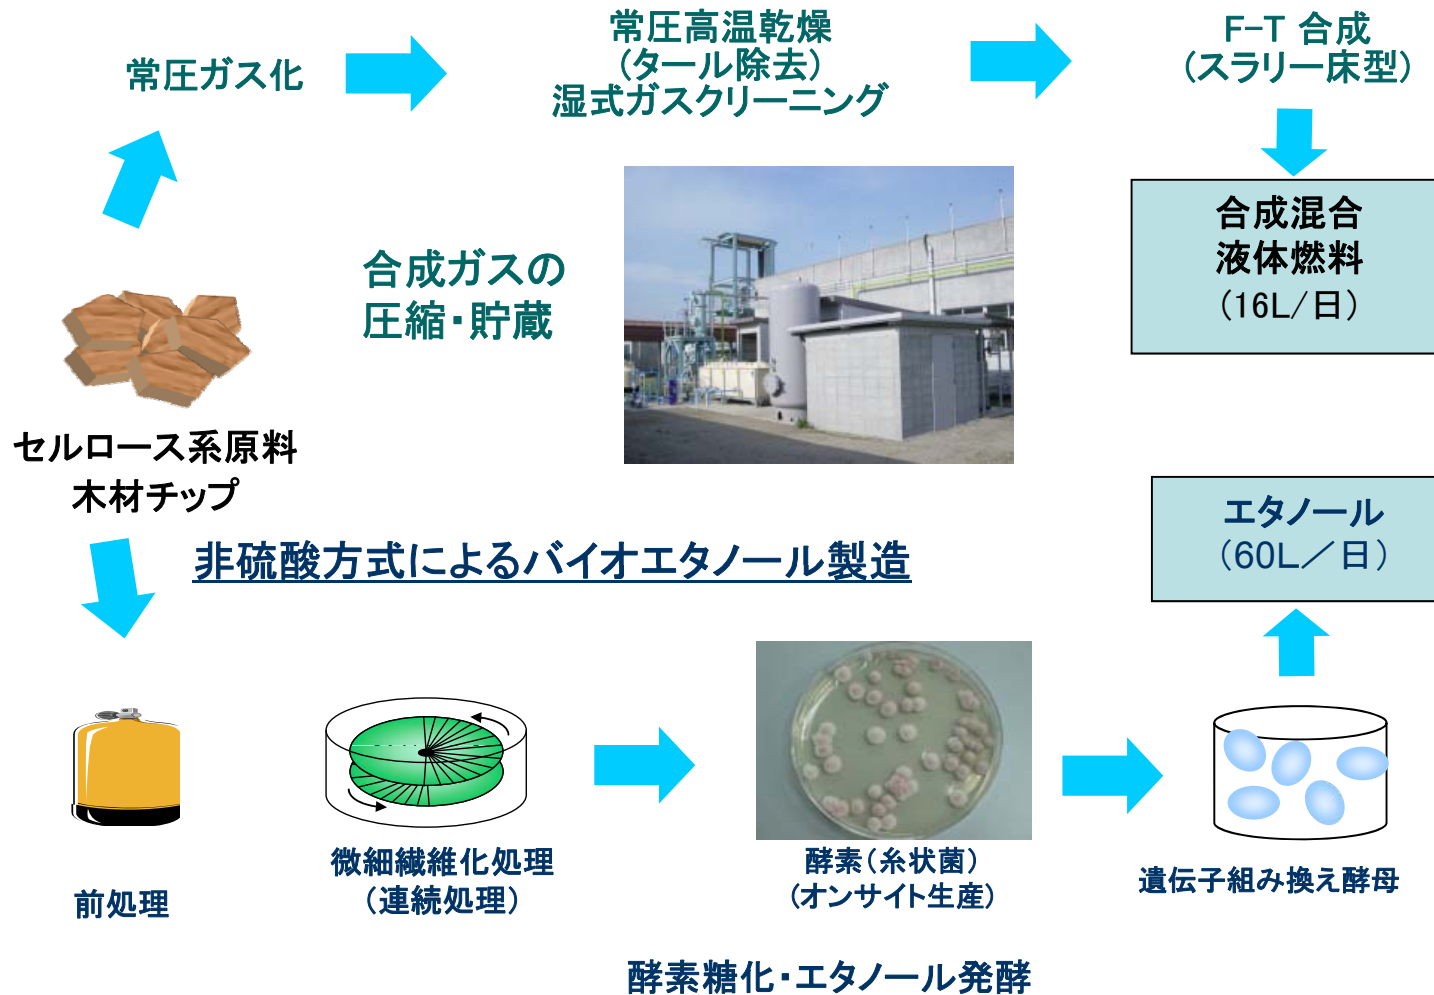 常圧ガス化
常圧高温乾燥
(タール除去)
湿式ガスクリーニング
F-T 合成
(スラリー床型)
合成混合
液体燃料
(16L/日)
合成ガスの
圧縮・貯蔵
セルロース系原料
木材チップ
エタノール
(60L／日)
非硫酸方式によるバイオエタノール製造
前処理
微細繊維化処理
(連続処理)
酵素(糸状菌)
(オンサイト生産)
遺伝子組み換え酵母
酵素糖化・エタノール発酵